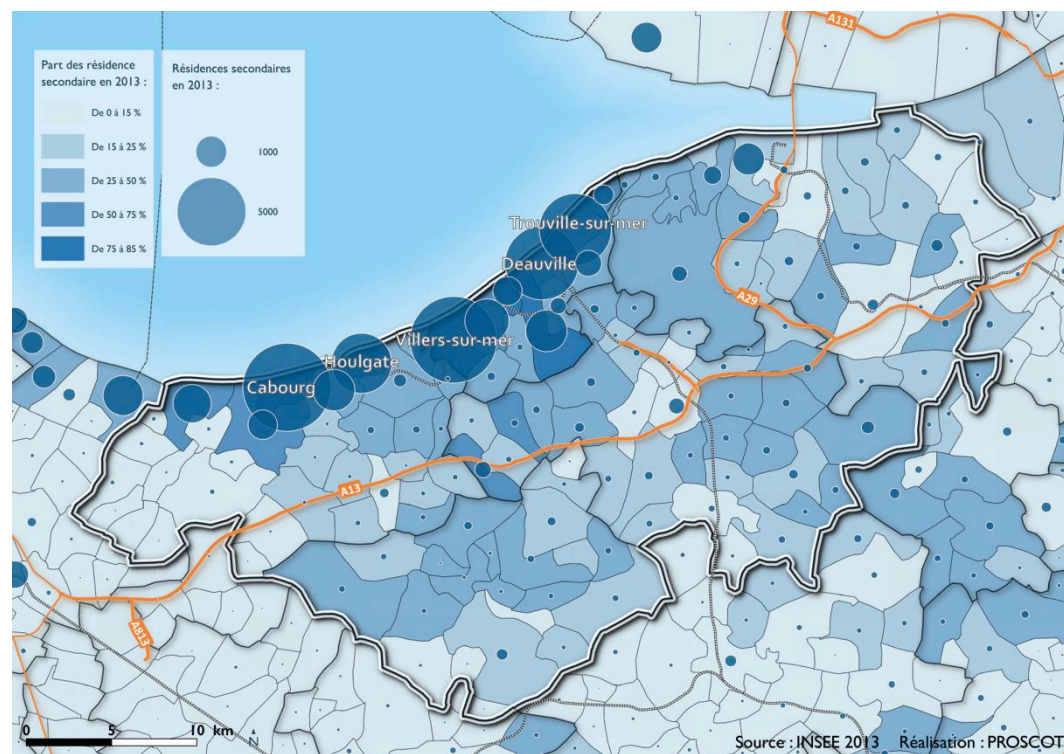 Part des résidence
secondaire en 2013 :
De 0 à 15 %
De 15 à 25 %
De 25 à 50 %
De 50 à 75 %
De 75 à 85 %
Résidences secondaires
en 2013 :
1000
5000
A131
Trouville-sur-mer
Deauville
A29
Villers-sur-mer
Houlgate
Cabourg
A13
A813
0 5 10 km
N
Source : INSEE 2013 Réalisation : PROSCOT